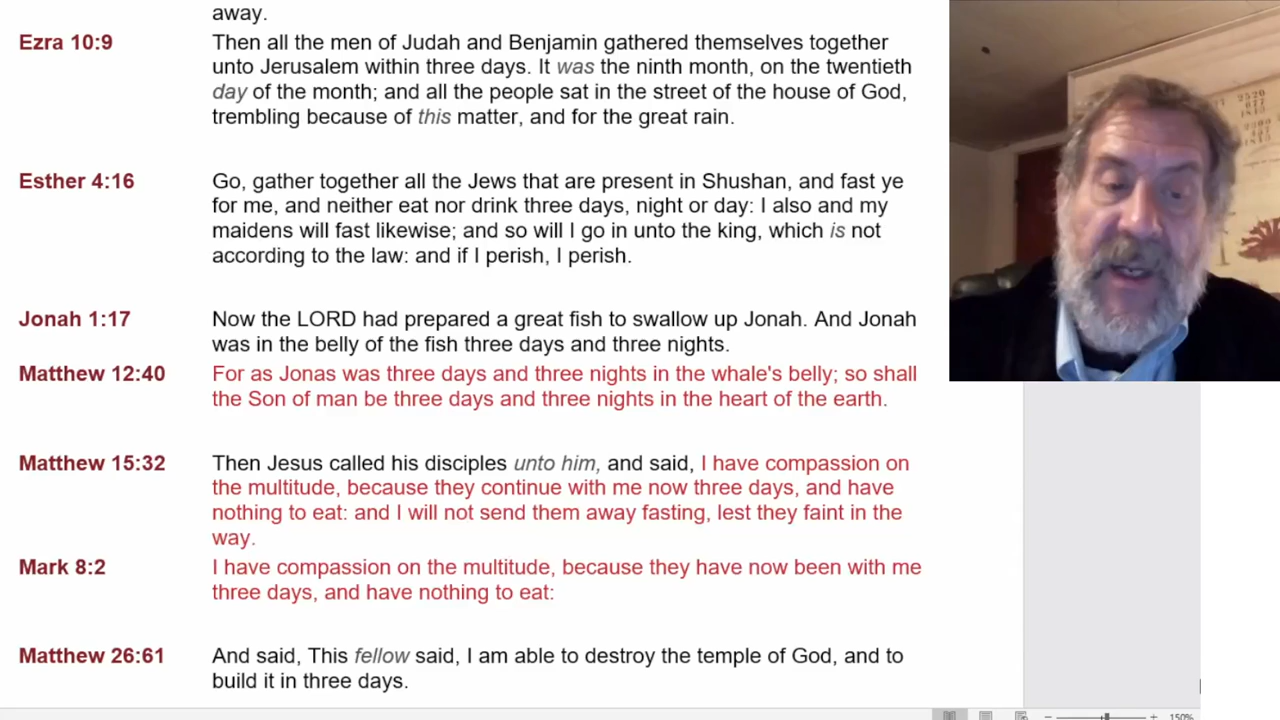 away.
Ezra 10:9 Then all the men of Judah and Benjamin gathered themselves together
unto Jerusalem within three days. It was the ninth month, on the twentieth
day of the month; and all the people sat in the street of the house of God,
trembling because of this matter, and for the great rain.
Esther 4:16 Go, gather together all the Jews that are present in Shushan, and fast ye
for me, and neither eat nor drink three days, night or day: I also and my
maidens will fast likewise; and so will I go in unto the king, which is not
according to the law: and if I perish, I perish.
Jonah 1:17 Now the LORD had prepared a great fish to swallow up Jonah. And Jonah
was in the belly of the fish three days and three nights.
Matthew 12:40 For as Jonas was three days and three nights in the whale's belly; so shall
the Son of man be three days and three nights in the heart of the earth.
Matthew 15:32 Then Jesus called his disciples unto him, and said, I have compassion on
the multitude, because they continue with me now three days, and have
nothing to eat: and I will not send them away fasting, lest they faint in the
way.
Mark 8:2 I have compassion on the multitude, because they have now been with me
three days, and have nothing to eat:
Matthew 26:61 And said, This fellow said, I am able to destroy the temple of God, and to
build it in three days.
150%
2520